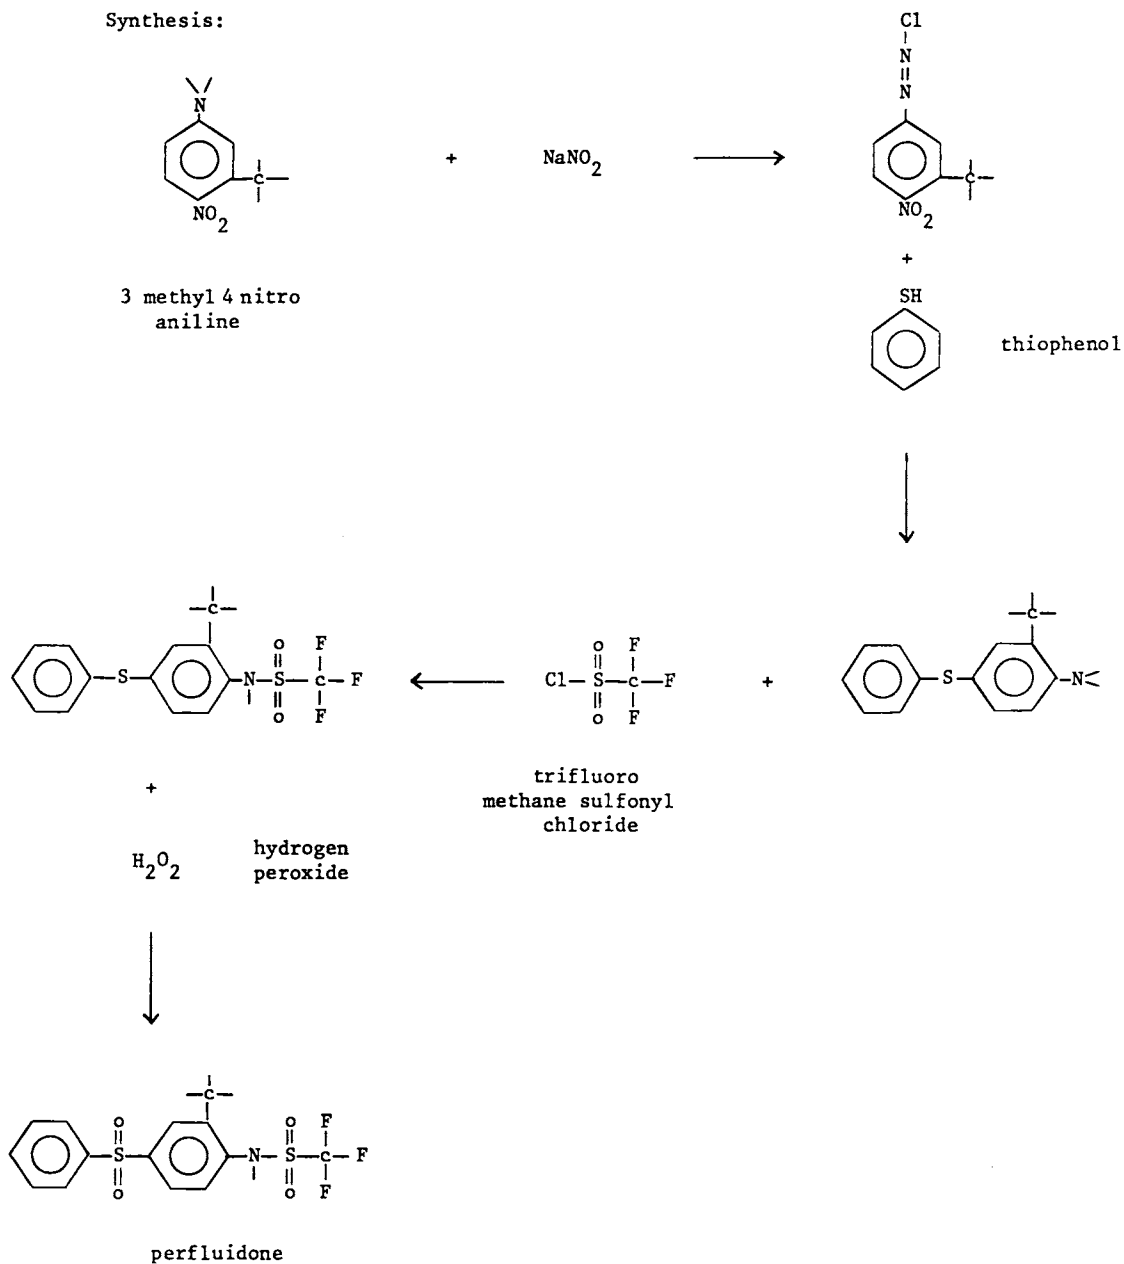 Synthesis:
Cl
N
N
N
C
NO2
+
NaNO2
C
NO2
3 methyl 4 nitro
aniline
+
SH
thiophenol
C
S
N
O
S
O
F
C
F
F
Cl
O
S
O
F
C
F
F
+
C
S
N
trifluoro
methane sulfonyl
chloride
+
H2O2
hydrogen
peroxide
C
O
S
O
N
O
S
O
F
C
F
F
perfluidone